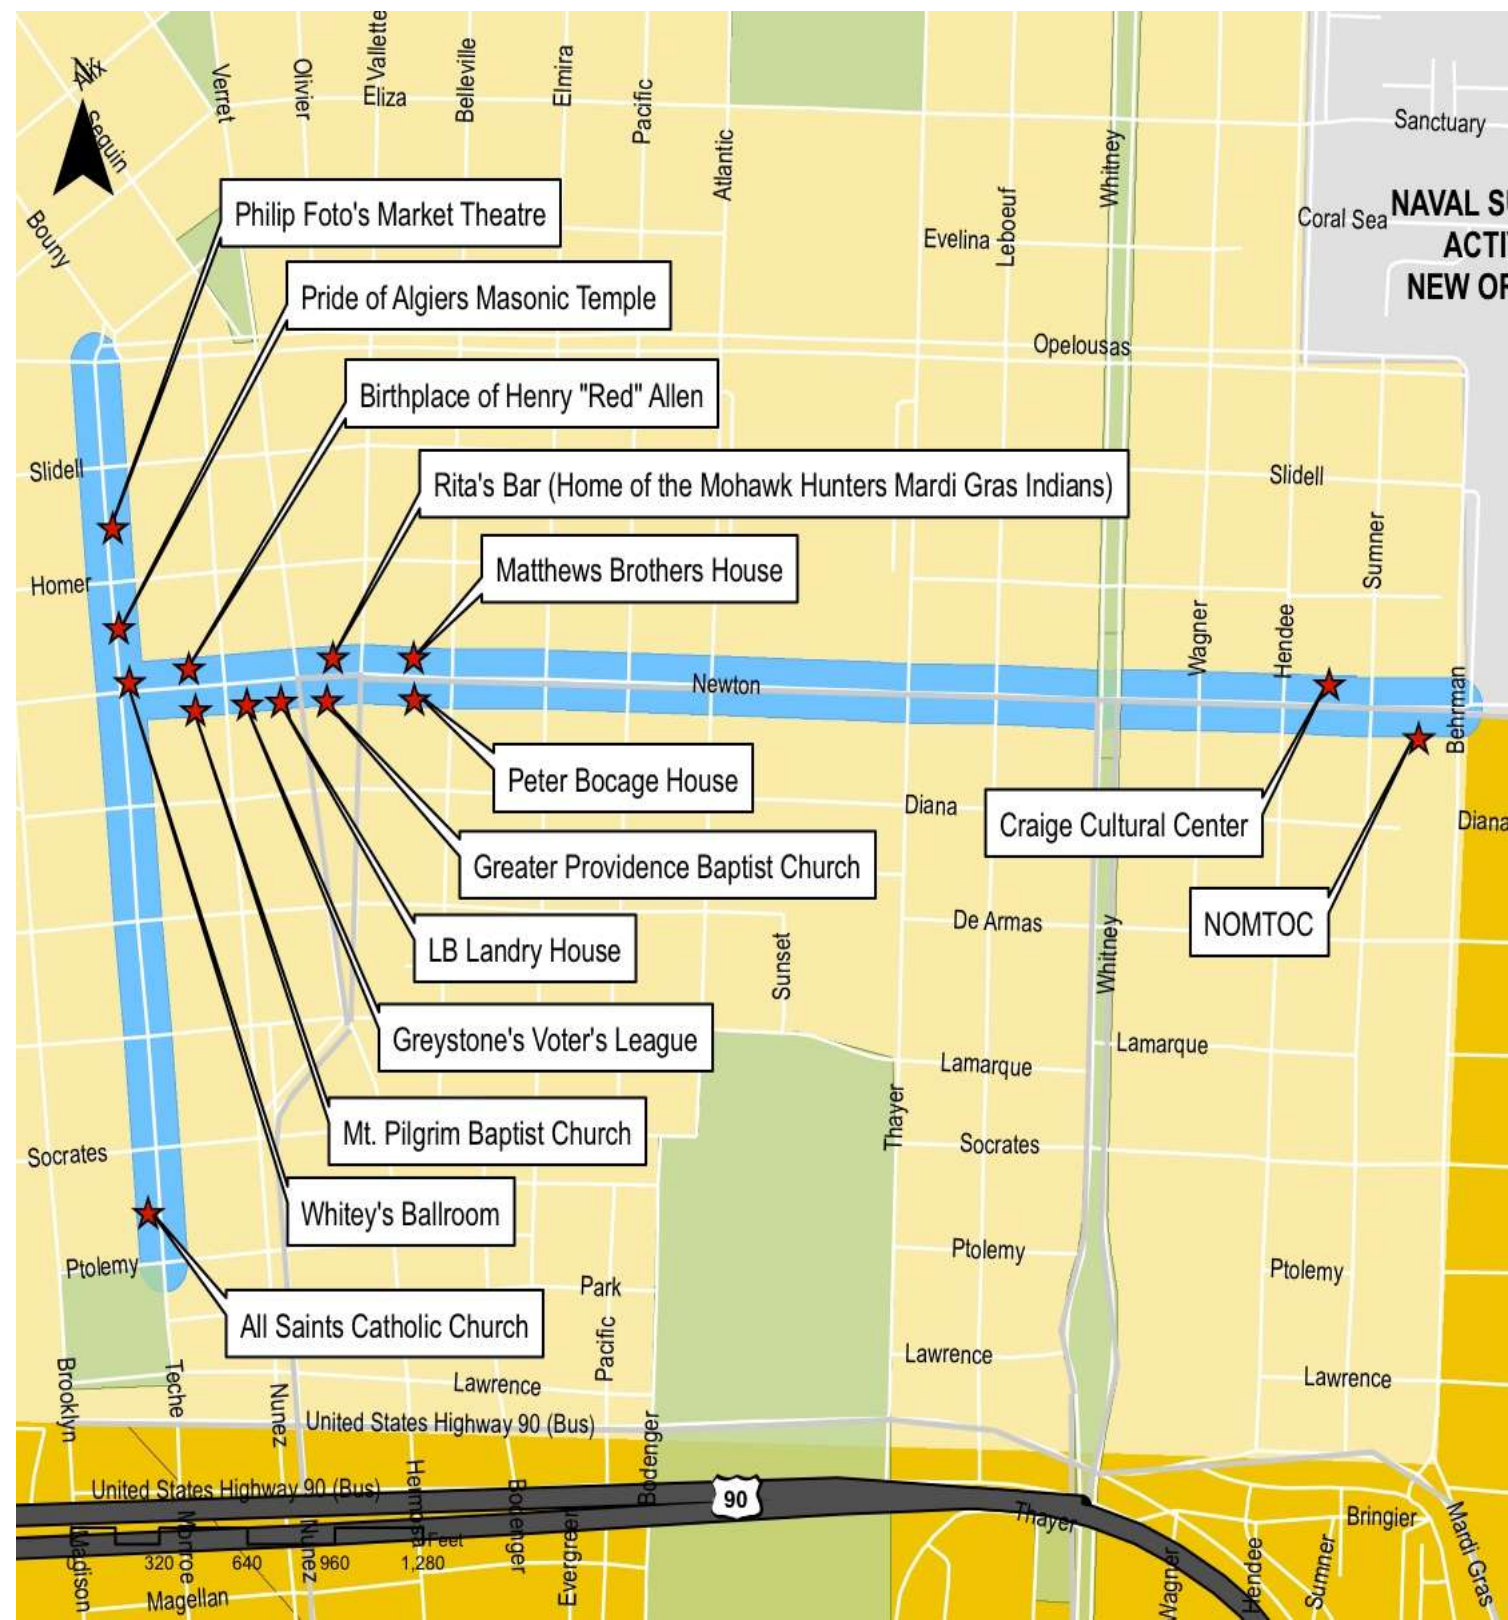 N
Alix
Seguin
Bouny
Verret
Olivier
Vallette
Eliza
Belleville
Elmira
Pacific
Atlantic
Whitney
Sanctuary
Leboeuf
Evelina
Coral Sea
NAVAL SU
ACTI
NEW OR
Philip Foto's Market Theatre
Pride of Algiers Masonic Temple
Opelousas
Birthplace of Henry "Red" Allen
Slidell
Rita's Bar (Home of the Mohawk Hunters Mardi Gras Indians)
Slidell
Sumner
Homer
Matthews Brothers House
Wagner
Hendee
Newton
Behrman
Peter Bocage House
Diana
Craige Cultural Center
Diana
Greater Providence Baptist Church
De Armas
NOMTOC
LB Landry House
Sunset
Whitney
Greystone's Voter's League
Lamarque
Lamarque
Thayer
Mt. Pilgrim Baptist Church
Socrates
Socrates
Whitey's Ballroom
Ptolemy
Ptolemy
Ptolemy
Park
All Saints Catholic Church
Pacific
Lawrence
Lawrence
Lawrence
Brooklyn
Teche
Nunez
United States Highway 90 (Bus)
Bodenger
United States Highway 90 (Bus)
90
Hermosa
Bodenger
Evergreen
Thayer
Bringier
Mardi Gras
Madison
Monroe
Nunez
Feet
0 320 640 960 1,280
Magellan
Wagner
Hendee
Sumner